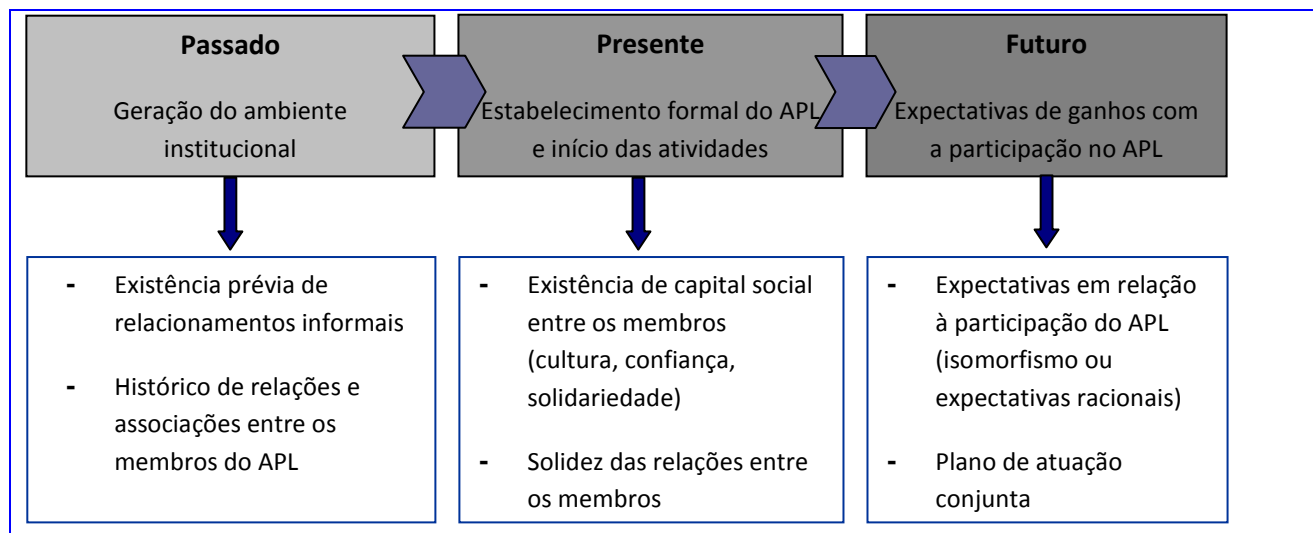 Passado
Geração do ambiente
institucional
Presente
Estabelecimento formal do APL
e início das atividades
Futuro
Expectativas de ganhos com
a participação no APL
- Existência prévia de
relacionamentos informais
- Histórico de relações e
associações entre os
membros do APL
- Existência de capital social
entre os membros
(cultura, confiança,
solidariedade)
- Solidez das relações entre
os membros
- Expectativas em relação
à participação do APL
(isomorfismo ou
expectativas racionais)
- Plano de atuação
conjunta